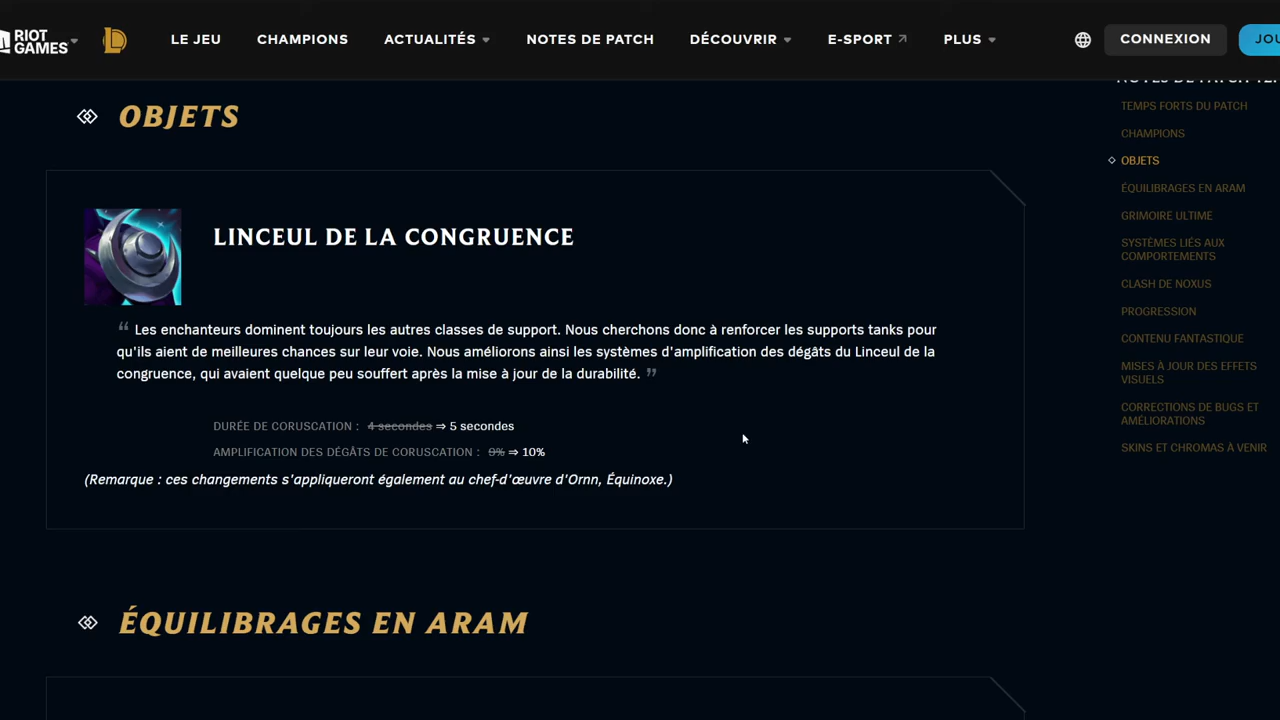 RIOT GAMES
LE JEU
CHAMPIONS
ACTUALITÉS
NOTES DE PATCH
DÉCOUVRIR
E-SPORT
PLUS
CONNEXION
OBJETS
LINCEUL DE LA CONGRUENCE
“ Les enchanteurs dominent toujours les autres classes de support. Nous cherchons donc à renforcer les supports tanks pour
qu'ils aient de meilleures chances sur leur voie. Nous améliorons ainsi les systèmes d'amplification des dégâts du Linceul de la
congruence, qui avaient quelque peu souffert après la mise à jour de la durabilité. ”
DURÉE DE CORUSCATION : 4 secondes ⇒ 5 secondes
AMPLIFICATION DES DÉGÂTS DE CORUSCATION : 9% ⇒ 10%
(Remarque : ces changements s'appliqueront également au chef-d'œuvre d'Ornn, Équinoxe.)
ÉQUILIBRAGES EN ARAM
NOTES DE PATCH
TEMPS FORTS DU PATCH
CHAMPIONS
OBJETS
ÉQUILIBRAGES EN ARAM
GRIMOIRE ULTIME
SYSTÈMES LIÉS AUX
COMPORTEMENTS
CLASH DE NOXUS
PROGRESSION
CONTENU FANTASTIQUE
MISES À JOUR DES EFFETS
VISUELS
CORRECTIONS DE BUGS ET
AMÉLIORATIONS
SKINS ET CHROMAS À VENIR